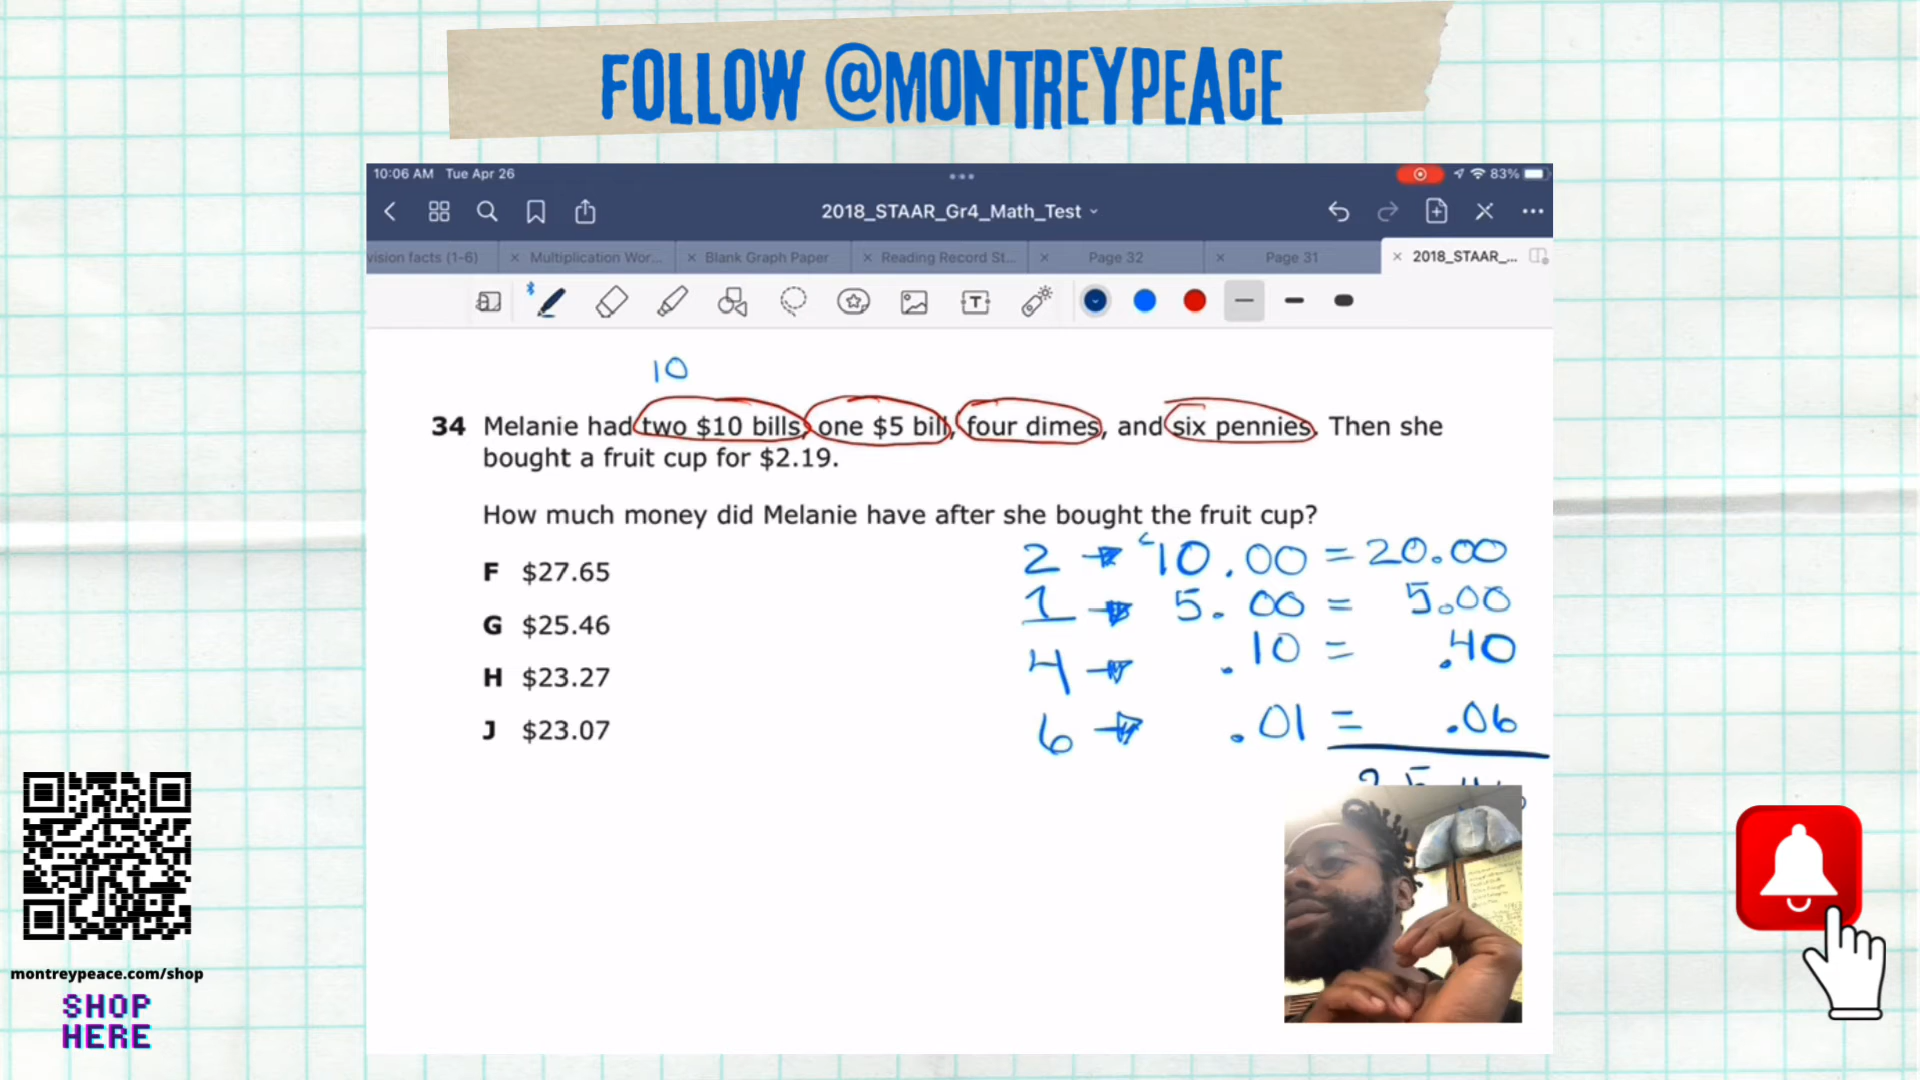 FOLLOW @MONTREYPEACE
10:06 AM Tue Apr 26
83%
2018_STAAR_Gr4_Math_Test
vision facts (1-6)
Multiplication Wor...
Blank Graph Paper
Reading Record St...
Page 32
Page 31
2018_STAAR_...
10
34 Melanie had two $10 bills, one $5 bill, four dimes, and six pennies. Then she
bought a fruit cup for $2.19.
How much money did Melanie have after she bought the fruit cup?
F $27.65
G $25.46
H $23.27
J $23.07
2 → 10.00 = 20.00
1 → 5.00 = 5.00
4 → .10 = .40
6 → .01 = .06
montreypeace.com/shop
SHOP
HERE